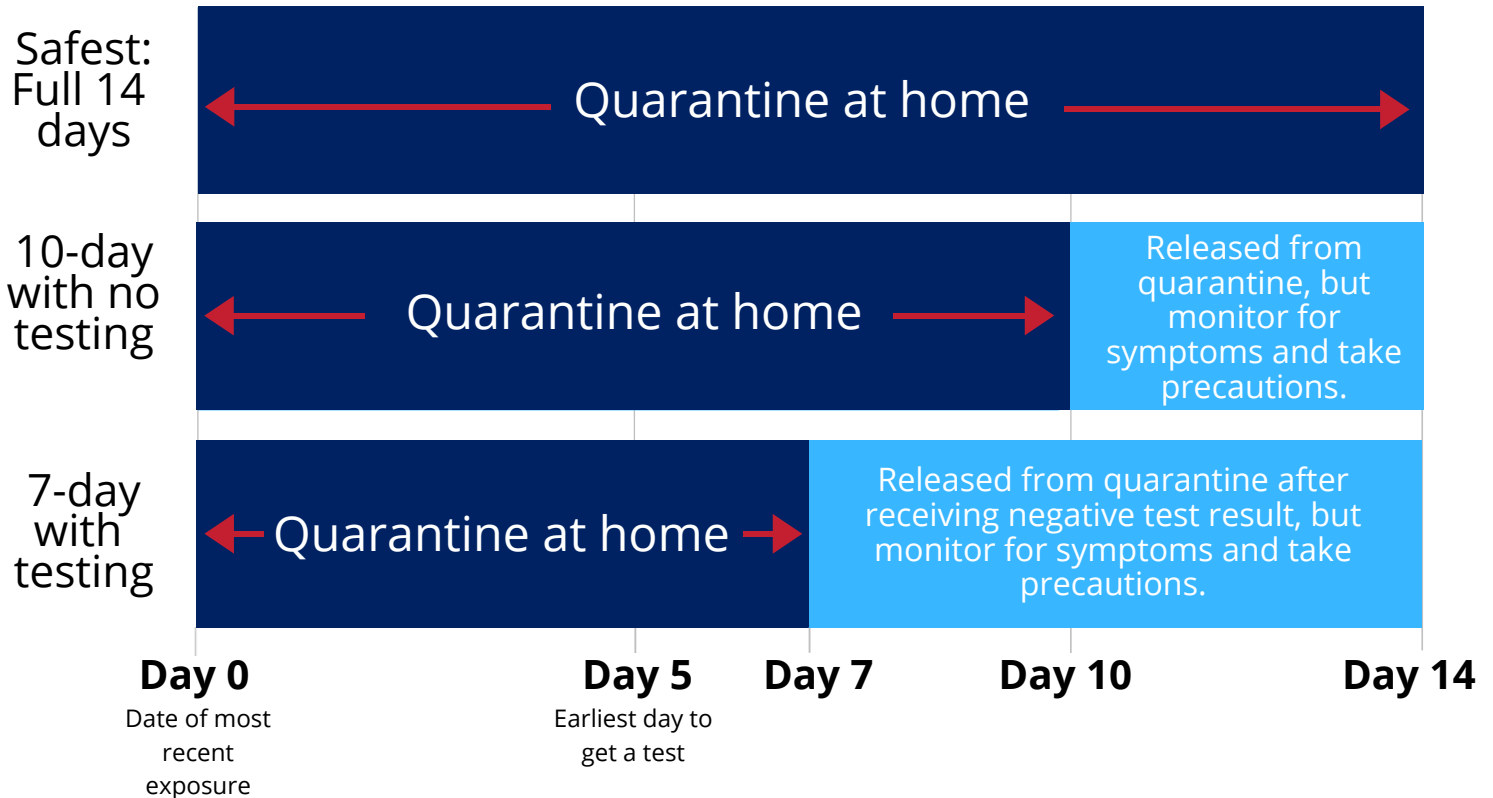 Safest:
Full 14
days
Quarantine at home
10-day
with no
testing
Quarantine at home
Released from
quarantine, but
monitor for
symptoms and take
precautions.
7-day
with
testing
Quarantine at home
Released from quarantine after
receiving negative test result, but
monitor for symptoms and take
precautions.
Day 0
Date of most
recent
exposure
Day 5
Earliest day to
get a test
Day 7
Day 10
Day 14